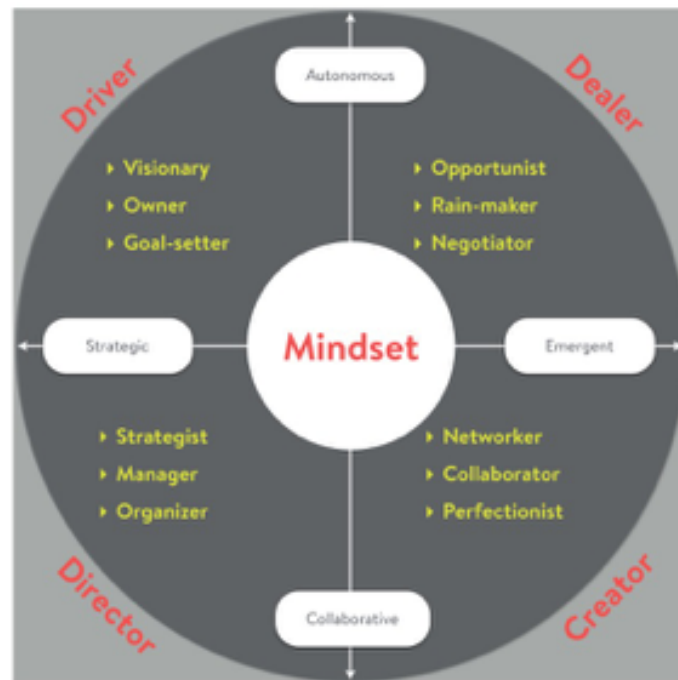 Autonomous
Driver
Dealer
Visionary
Owner
Goal-setter
Opportunist
Rain-maker
Negotiator
Strategic
Mindset
Emergent
Strategist
Manager
Organizer
Networker
Collaborator
Perfectionist
Director
Collaborative
Creator